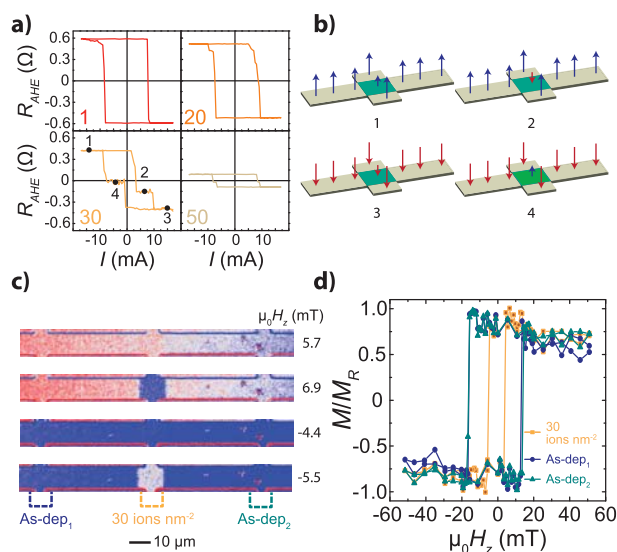 a)
b)
0.6
0.3
0
-0.3
-0.6
R_AHE (Ω)
1
20
0.6
0.3
0
-0.3
-0.6
R_AHE (Ω)
1
2
3
4
30
50
-10 0 10
-10 0 10
I (mA)
I (mA)
1
2
3
4
c)
μ₀H_z (mT)
5.7
6.9
-4.4
-5.5
As-dep₁
30 ions nm⁻²
As-dep₂
10 μm
d)
1.0
0.5
0
-0.5
-1.0
M/M_R
30
ions nm⁻²
As-dep₁
As-dep₂
-60 -40 -20 0 20 40 60
μ₀H_z (mT)